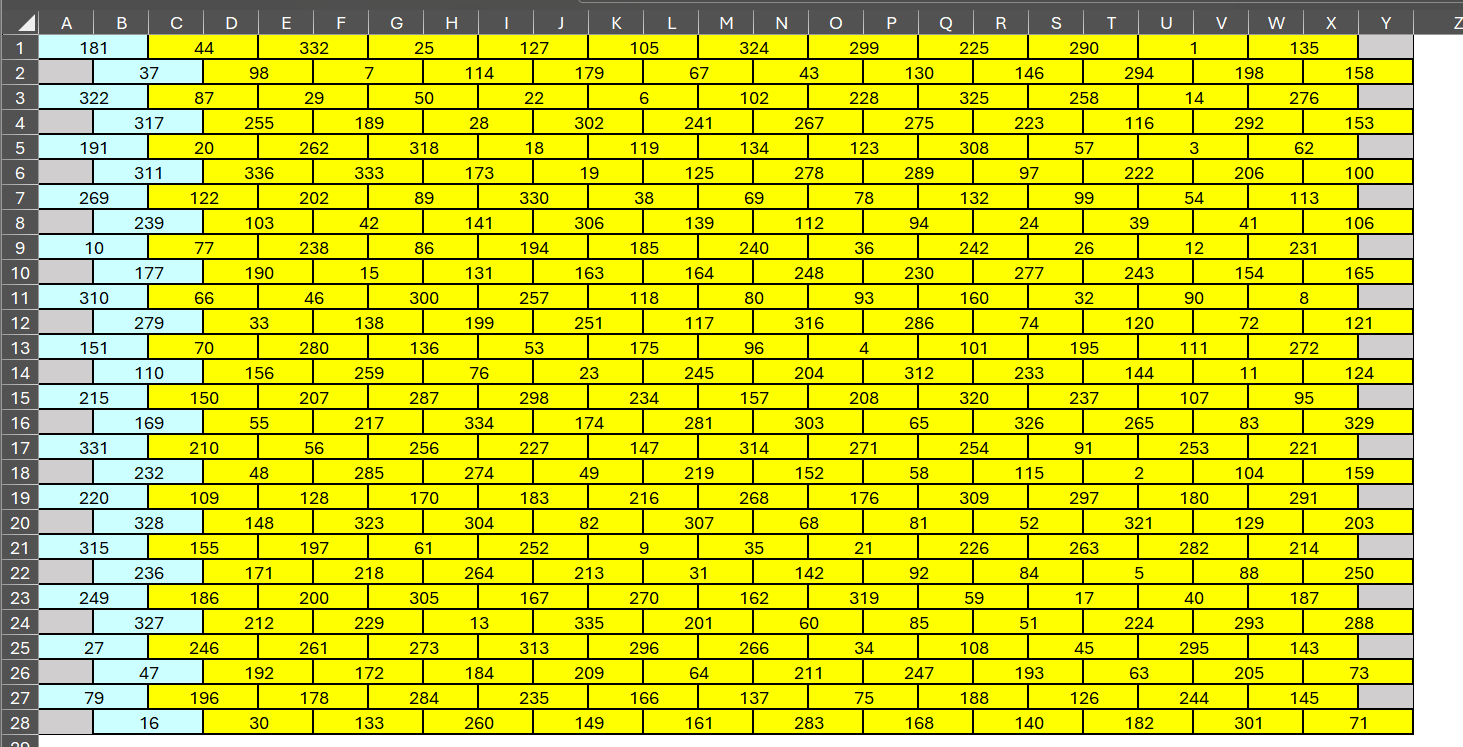 A B C D E F G H I J K L M N O P Q R S T U V W X Y Z
1 181 44 332 25 127 105 324 299 225 290 1 135
2 37 98 7 114 179 67 43 130 146 294 198 158
3 322 87 29 50 22 6 102 228 325 258 14 276
4 317 255 189 28 302 241 267 275 223 116 292 153
5 191 20 262 318 18 119 134 123 308 57 3 62
6 311 336 333 173 19 125 278 289 97 222 206 100
7 269 122 202 89 330 38 69 78 132 99 54 113
8 239 103 42 141 306 139 112 94 24 39 41 106
9 10 77 238 86 194 185 240 36 242 26 12 231
10 177 190 15 131 163 164 248 230 277 243 154 165
11 310 66 46 300 257 118 80 93 160 32 90 8
12 279 33 138 199 251 117 316 286 74 120 72 121
13 151 70 280 136 53 175 96 4 101 195 111 272
14 110 156 259 76 23 245 204 312 233 144 11 124
15 215 150 207 287 298 234 157 208 320 237 107 95
16 169 55 217 334 174 281 303 65 326 265 83 329
17 331 210 56 256 227 147 314 271 254 91 253 221
18 232 48 285 274 49 219 152 58 115 2 104 159
19 220 109 128 170 183 216 268 176 309 297 180 291
20 328 148 323 304 82 307 68 81 52 321 129 203
21 315 155 197 61 252 9 35 21 226 263 282 214
22 236 171 218 264 213 31 142 92 84 5 88 250
23 249 186 200 305 167 270 162 319 59 17 40 187
24 327 212 229 13 335 201 60 85 51 224 293 288
25 27 246 261 273 313 296 266 34 108 45 295 143
26 47 192 172 184 209 64 211 247 193 63 205 73
27 79 196 178 284 235 166 137 75 188 126 244 145
28 16 30 133 260 149 161 283 168 140 182 301 71